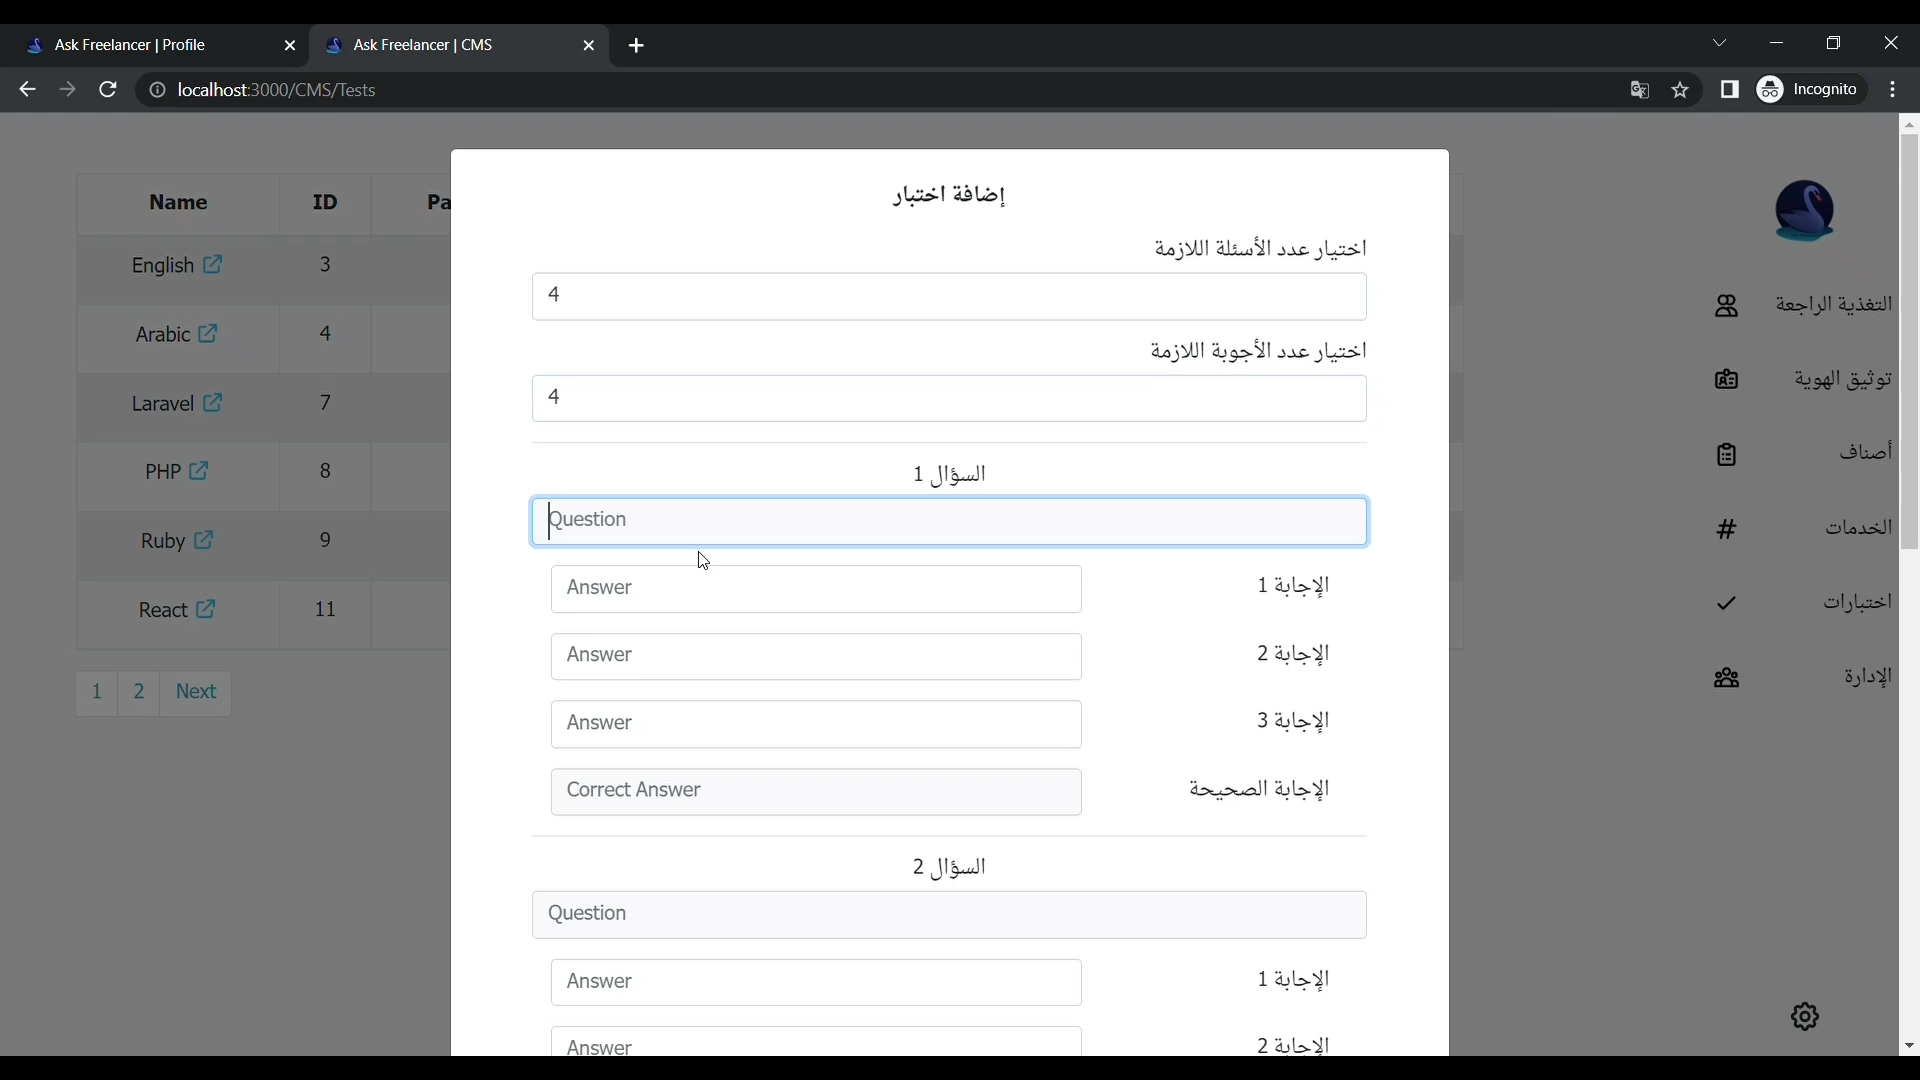 Ask Freelancer | Profile
Ask Freelancer | CMS
localhost:3000/CMS/Tests
Incognito
Name ID Pa
English 3
Arabic 4
Laravel 7
PHP 8
Ruby 9
React 11
1 2 Next
إضافة اختبار
اختيار عدد الأسئلة اللازمة
4
اختيار عدد الأجوبة اللازمة
4
السؤال 1
Question
الإجابة 1
Answer
الإجابة 2
Answer
الإجابة 3
Answer
الإجابة الصحيحة
Correct Answer
السؤال 2
Question
الإجابة 1
Answer
الإجابة 2
Answer
التغذية الراجعة
توثيق الهوية
أصناف
الخدمات
اختبارات
الإدارة